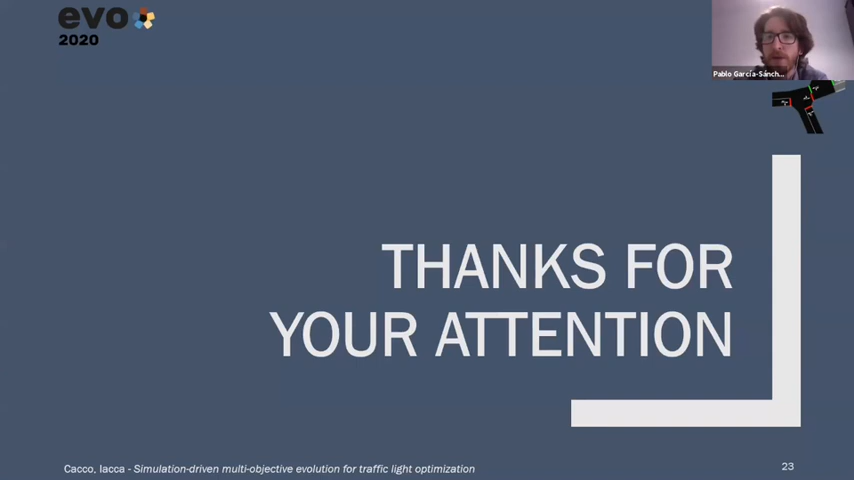 evo
2020
Pablo García-Sánch...
THANKS FOR
YOUR ATTENTION
Cacco, Iacca - Simulation-driven multi-objective evolution for traffic light optimization
23